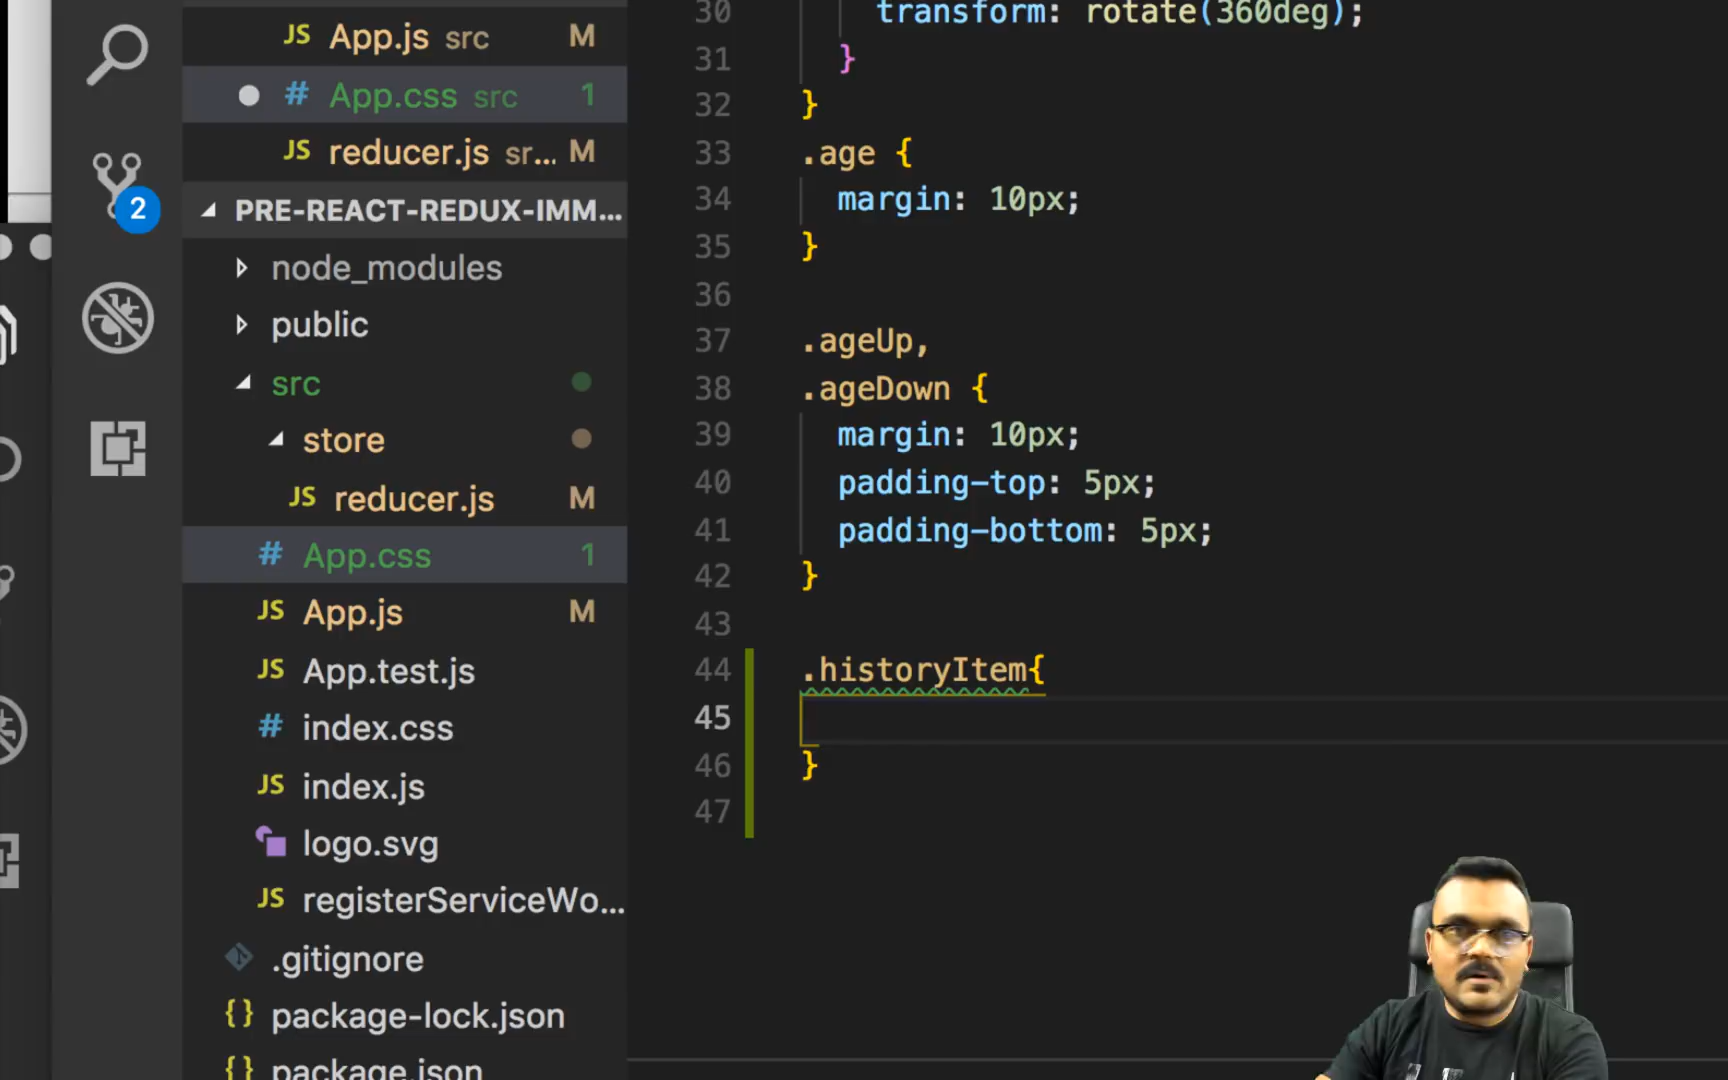 JS App.js src M
# App.css src 1
JS reducer.js sr... M
2
PRE-REACT-REDUX-IMM...
node_modules
public
src
store
JS reducer.js M
# App.css 1
JS App.js M
JS App.test.js
# index.css
JS index.js
logo.svg
JS registerServiceWo...
.gitignore
{} package-lock.json
{} package.json
30 transform: rotate(360deg);
31 }
32 }
33 .age {
34 margin: 10px;
35 }
36
37 .ageUp,
38 .ageDown {
39 margin: 10px;
40 padding-top: 5px;
41 padding-bottom: 5px;
42 }
43
44 .historyItem{
45
46 }
47